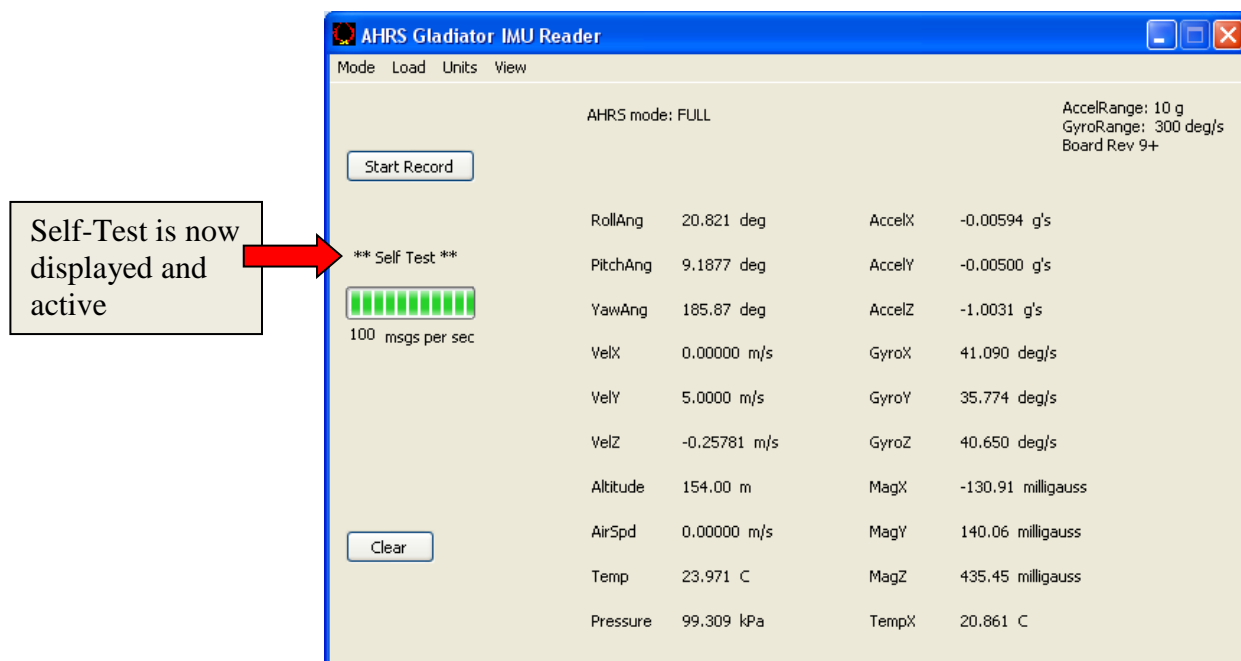 AHRS Gladiator IMU Reader
Mode Load Units View
AHRS mode: FULL
AccelRange: 10 g
GyroRange: 300 deg/s
Board Rev 9+
Start Record
Self-Test is now
displayed and
active
** Self Test **
100 msgs per sec
Clear
RollAng 20.821 deg AccelX -0.00594 g's
PitchAng 9.1877 deg AccelY -0.00500 g's
YawAng 185.87 deg AccelZ -1.0031 g's
VelX 0.00000 m/s GyroX 41.090 deg/s
VelY 5.0000 m/s GyroY 35.774 deg/s
VelZ -0.25781 m/s GyroZ 40.650 deg/s
Altitude 154.00 m MagX -130.91 milligauss
AirSpd 0.00000 m/s MagY 140.06 milligauss
Temp 23.971 C MagZ 435.45 milligauss
Pressure 99.309 kPa TempX 20.861 C